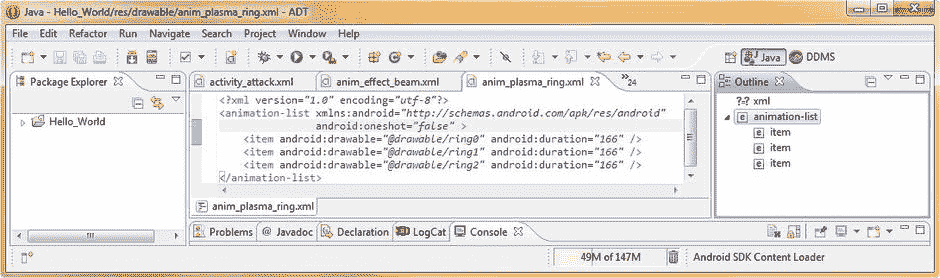 Java - Hello_World/res/drawable/anim_plasma_ring.xml - ADT
File Edit Refactor Run Navigate Search Project Window Help
Java DDMS
Package Explorer
Hello_World
activity_attack.xml anim_effect_beam.xml anim_plasma_ring.xml »24
<?xml version="1.0" encoding="utf-8"?>
<animation-list xmlns:android="http://schemas.android.com/apk/res/android"
android:oneshot="false" >
<item android:drawable="@drawable/ring0" android:duration="166" />
<item android:drawable="@drawable/ring1" android:duration="166" />
<item android:drawable="@drawable/ring2" android:duration="166" />
</animation-list>
anim_plasma_ring.xml
Outline
?=? xml
e animation-list
e item
e item
e item
Problems @ Javadoc Declaration LogCat Console
49M of 147M Android SDK Content Loader